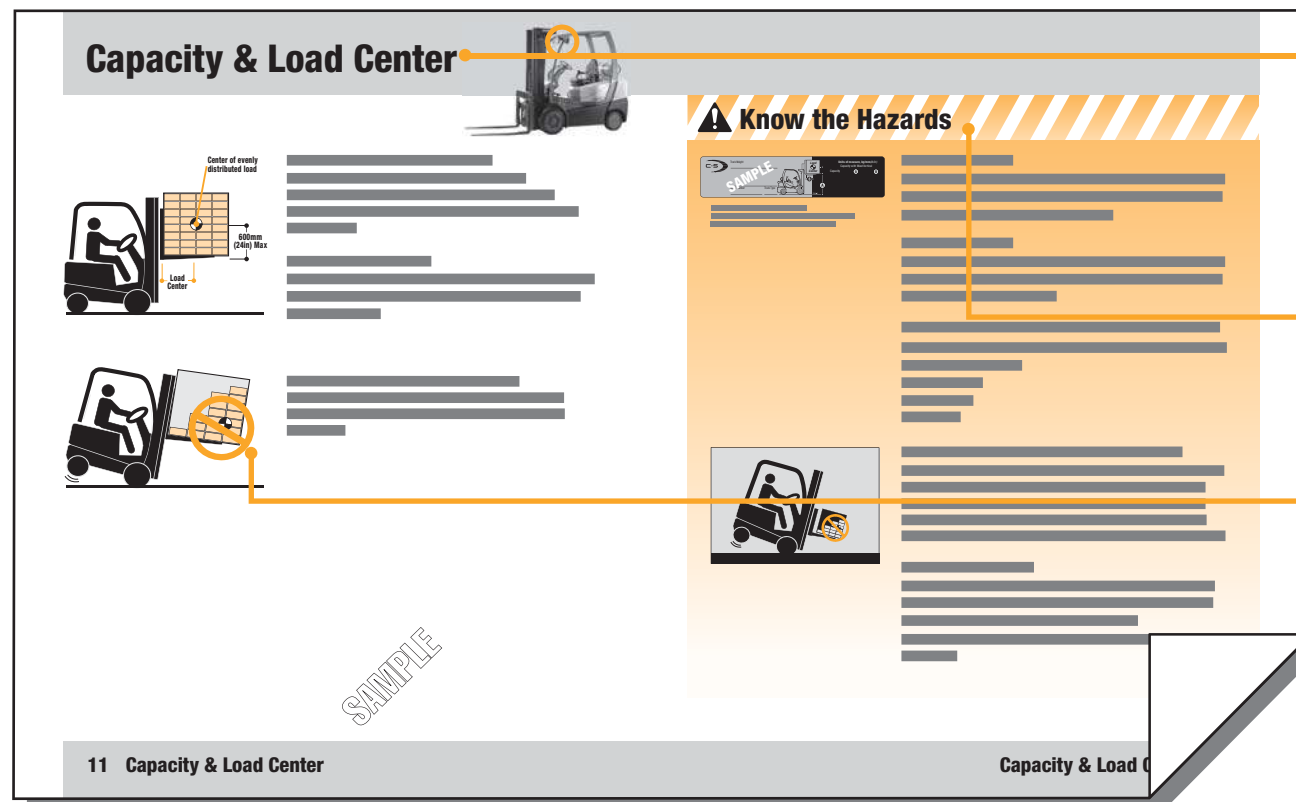 Capacity & Load Center
Know the Hazards
Center of evenly
distributed load
600mm
(24in) Max
Load
Center
SAMPLE
SAMPLE
11 Capacity & Load Center
Capacity & Load